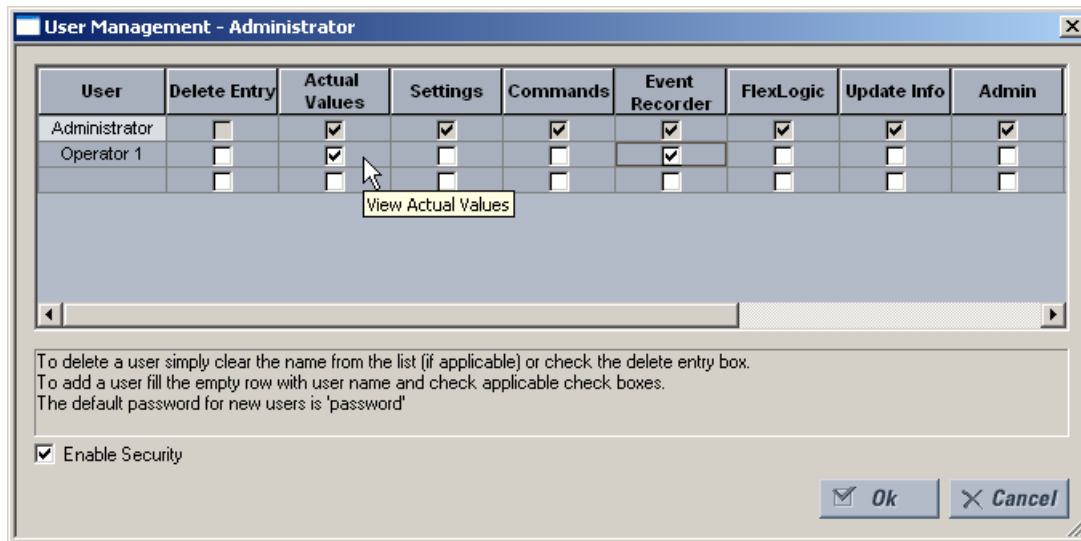 User Management - Administrator
User Delete Entry Actual Values Settings Commands Event Recorder FlexLogic Update Info Admin
Administrator
Operator 1
View Actual Values
To delete a user simply clear the name from the list (if applicable) or check the delete entry box.
To add a user fill the empty row with user name and check applicable check boxes.
The default password for new users is 'password'
Enable Security
Ok Cancel